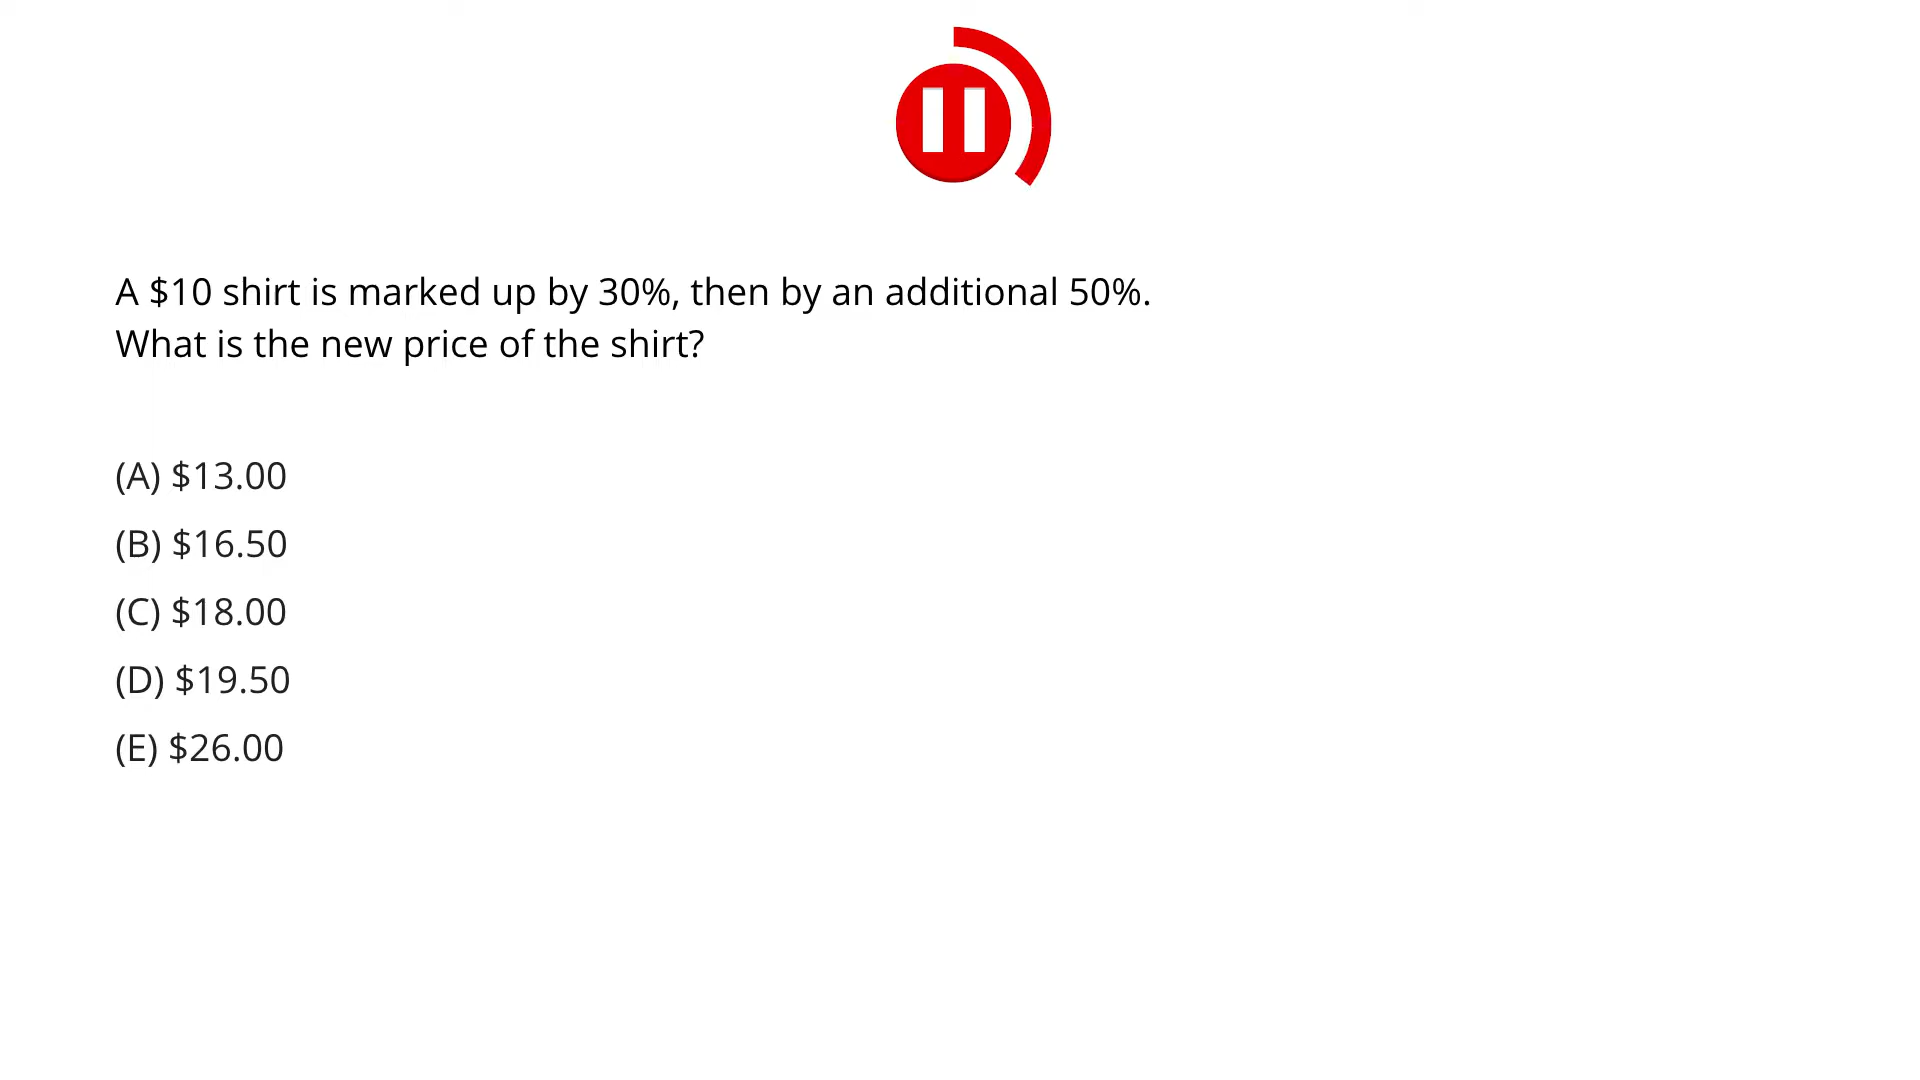 A $10 shirt is marked up by 30%, then by an additional 50%.
What is the new price of the shirt?
(A) $13.00
(B) $16.50
(C) $18.00
(D) $19.50
(E) $26.00